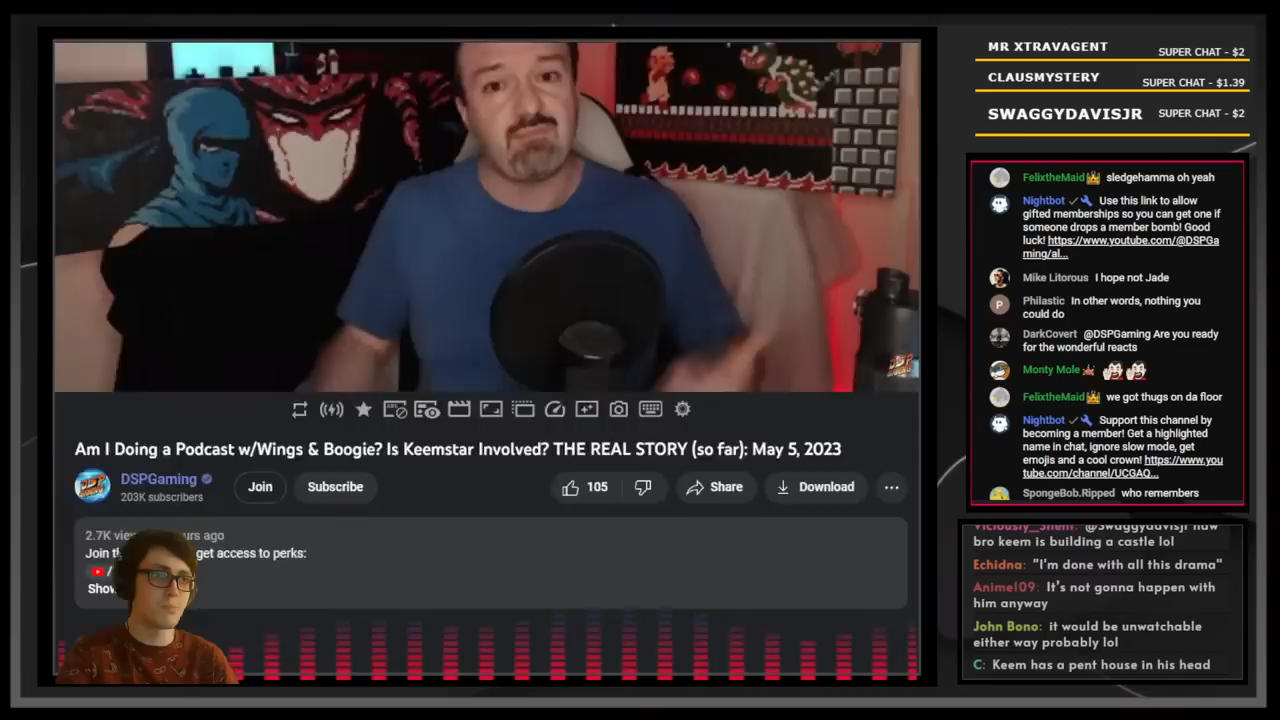 MR XTRAVAGENT
SUPER CHAT - $2
CLAUSMYSTERY
SUPER CHAT - $1.39
SWAGGYDAVISJR
SUPER CHAT - $2
Am I Doing a Podcast w/Wings & Boogie? Is Keemstar Involved? THE REAL STORY (so far): May 5, 2023
DSPGaming
203K subscribers
Join
Subscribe
105
Share
Download
2.7K
ago
Join
get access to perks:
FelixtheMaid sledgehamma oh yeah
Nightbot Use this link to allow
gifted memberships so you can get one if
someone drops a member bomb! Good
luck! https://www.youtube.com/@DSPGa
ming/al...
Mike Litorous I hope not Jade
P
Philastic In other words, nothing you
could do
DarkCovert @DSPGaming Are you ready
for the wonderful reacts
Monty Mole
FelixtheMaid we got thugs on da floor
Nightbot Support this channel by
becoming a member! Get a highlighted
name in chat, ignore slow mode, get
emojis and a cool crown! https://www.you
tube.com/channel/UCGAQ...
SpongeBob.Ripped who remembers
Viciously__Silent: @Swaggydavisjr naw
bro keem is building a castle lol
Echidna: "I'm done with all this drama"
Anime109: It's not gonna happen with
him anyway
John Bono: it would be unwatchable
either way probably lol
C: Keem has a pent house in his head